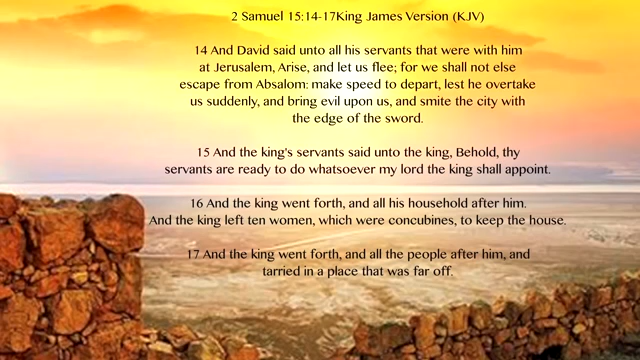 2 Samuel 15:14-17King James Version (KJV)
14 And David said unto all his servants that were with him
at Jerusalem, Arise, and let us flee; for we shall not else
escape from Absalom: make speed to depart, lest he overtake
us suddenly, and bring evil upon us, and smite the city with
the edge of the sword.
15 And the king's servants said unto the king, Behold, thy
servants are ready to do whatsoever my lord the king shall appoint.
16 And the king went forth, and all his household after him.
And the king left ten women, which were concubines, to keep the house.
17 And the king went forth, and all the people after him, and
tarried in a place that was far off.